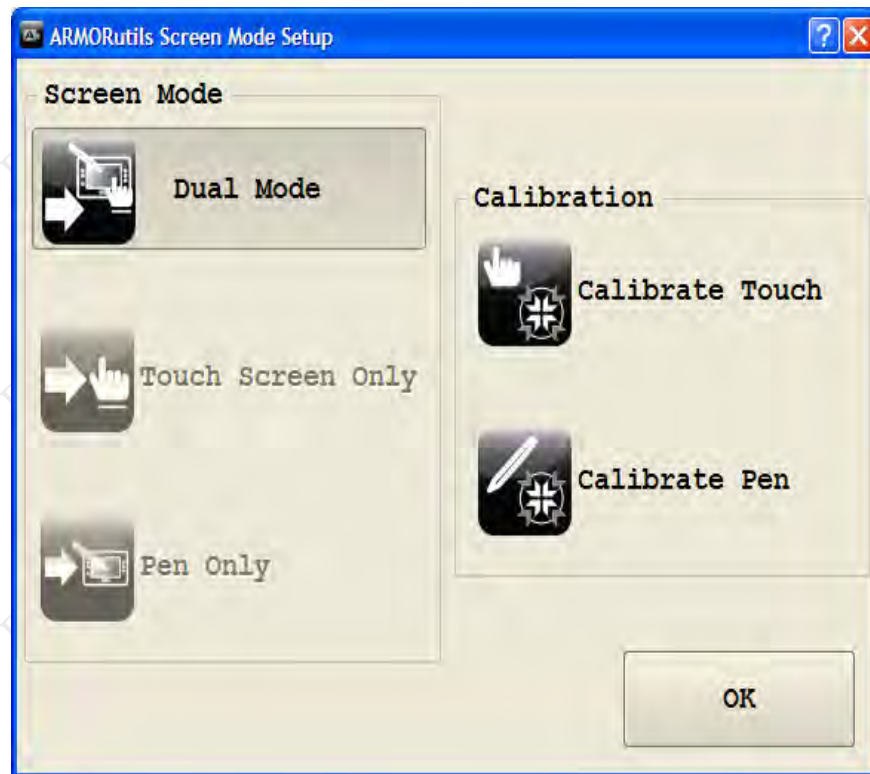 ARMORutils Screen Mode Setup
Screen Mode
Dual Mode
Touch Screen Only
Pen Only
Calibration
Calibrate Touch
Calibrate Pen
OK